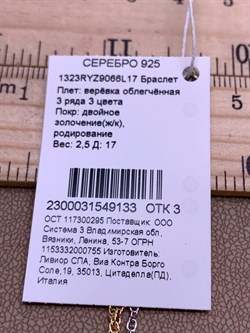 СЕРЕБРО 925
1323RYZ9066L17 Браслет
Плет: верёвка облегчённая
3 ряда 3 цвета
Покр: двойное
золочение(ж/к),
родирование
Вес: 2,5 Д: 17
2300031549133 ОТК 3
ОСТ 117300295 Поставщик: ООО
Система 3 Владимирская обл,
Вязники, Ленина, 53-7 ОГРН
1153332000755 Изготовитель:
Ливиор СПА, Виа Контра Борго
Соле,19, 35013, Цитаделла(ПД),
Италия